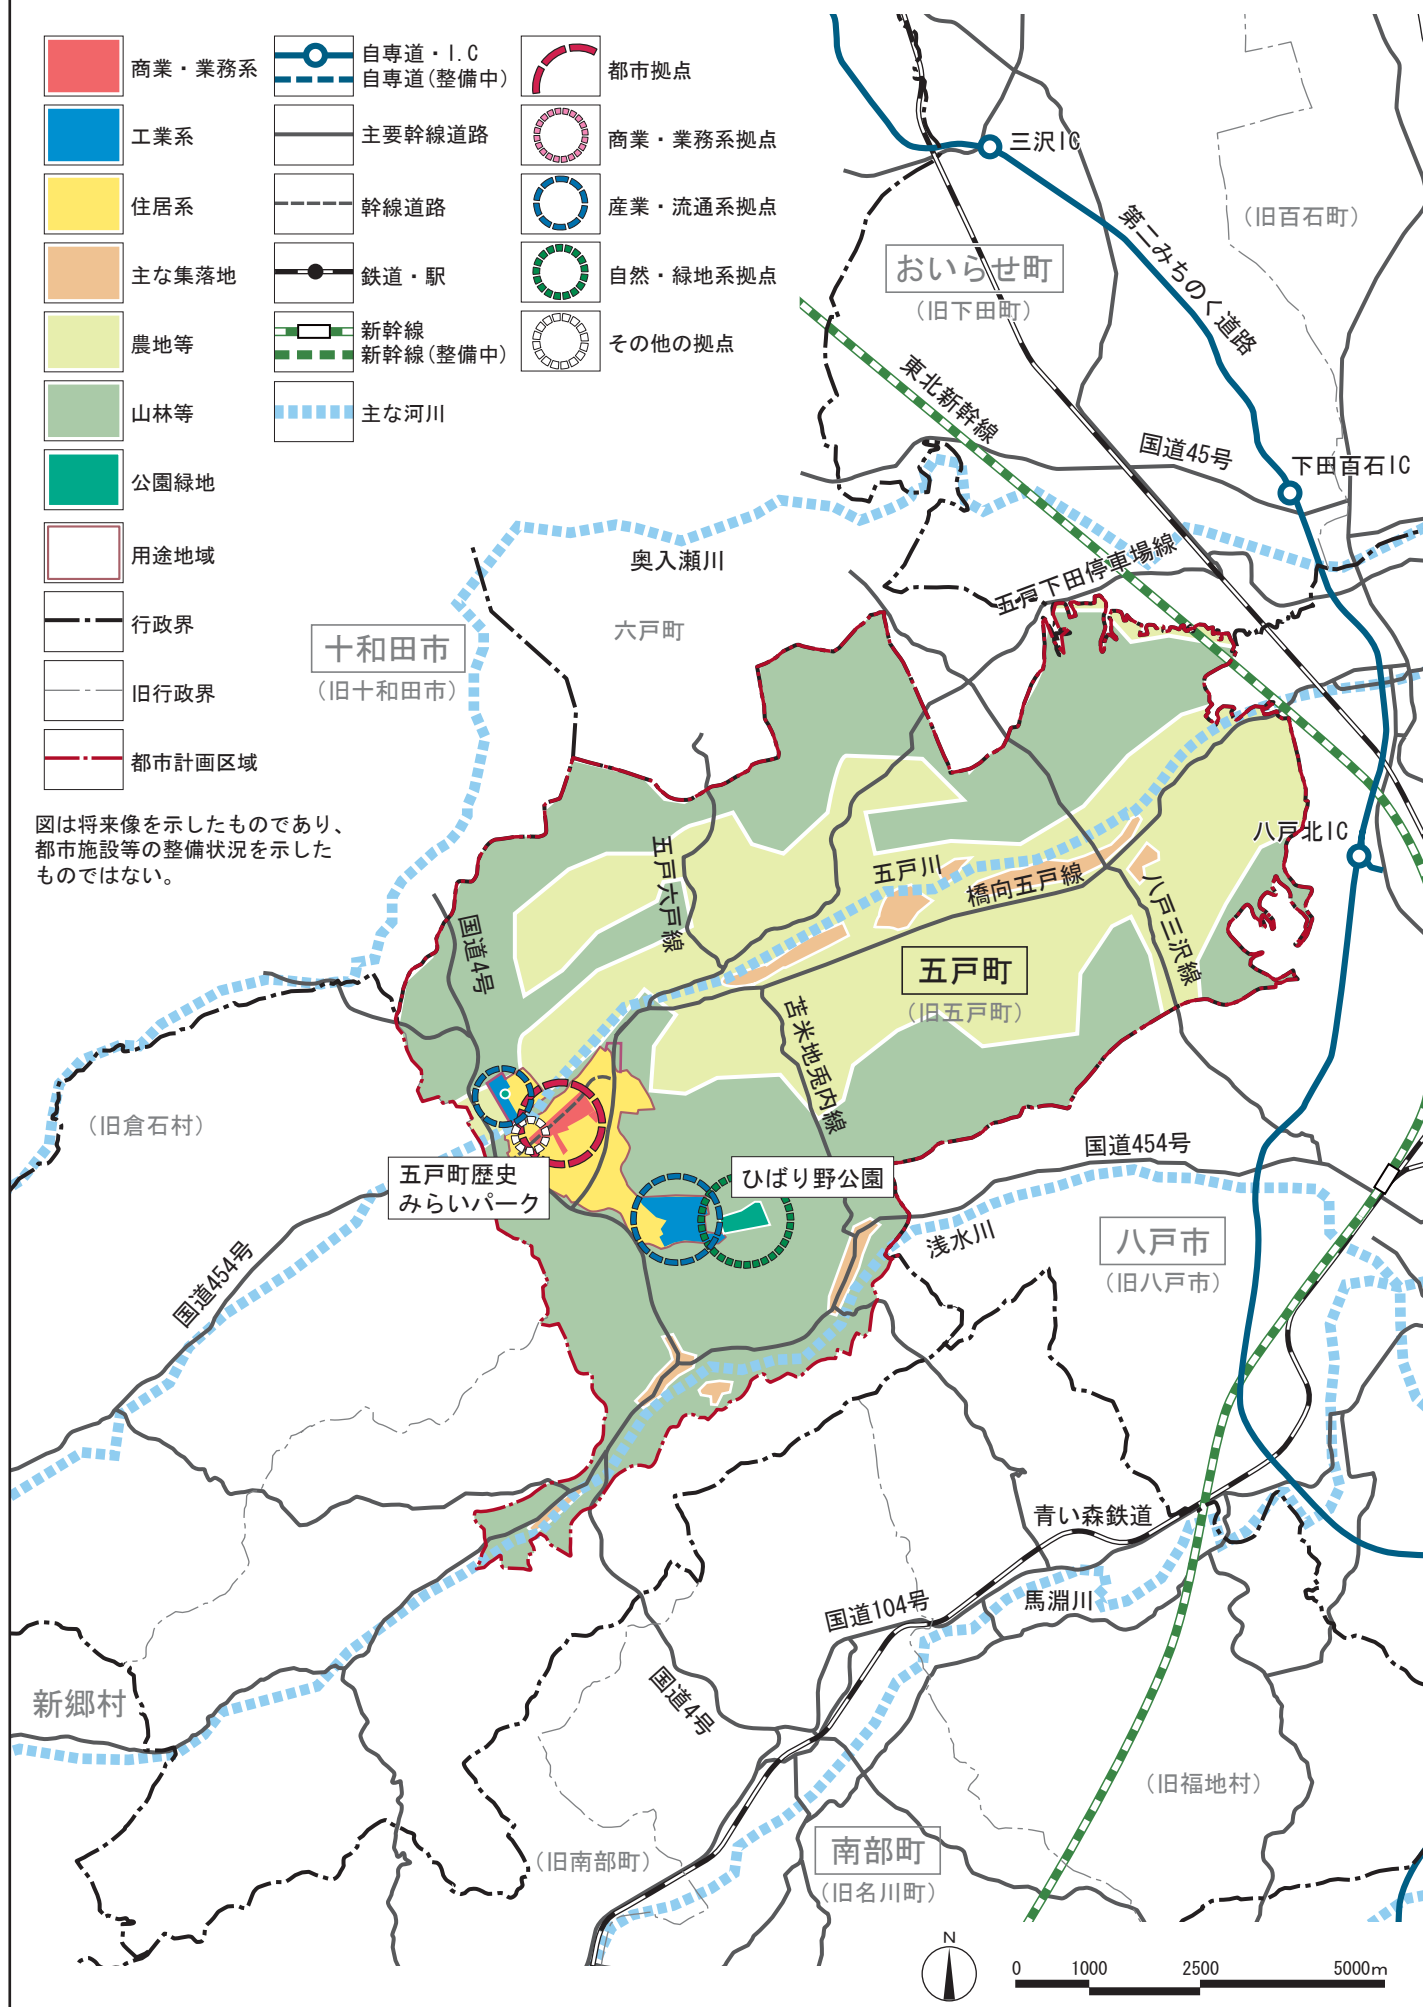 商業・業務系
工業系
住居系
主な集落地
農地等
山林等
公園緑地
用途地域
行政界
旧行政界
都市計画区域
自専道・I.C
自専道(整備中)
主要幹線道路
幹線道路
鉄道・駅
新幹線
新幹線(整備中)
主な河川
都市拠点
商業・業務系拠点
産業・流通系拠点
自然・緑地系拠点
その他の拠点
図は将来像を示したものであり、
都市施設等の整備状況を示した
ものではない。
三沢IC
(旧百石町)
第二みちのく道路
おいらせ町
(旧下田町)
東北新幹線
国道45号
下田百石IC
奥入瀬川
五戸下田停車場線
六戸町
十和田市
(旧十和田市)
八戸北IC
五戸六戸線
五戸川
橋向五戸線
八戸三沢線
国道4号
五戸町
(旧五戸町)
苫米地兎内線
(旧倉石村)
五戸町歴史
みらいパーク
ひばり野公園
国道454号
浅水川
八戸市
(旧八戸市)
国道454号
青い森鉄道
馬淵川
国道104号
国道4号
新郷村
(旧福地村)
(旧南部町)
南部町
(旧名川町)
N
0 1000 2500 5000m